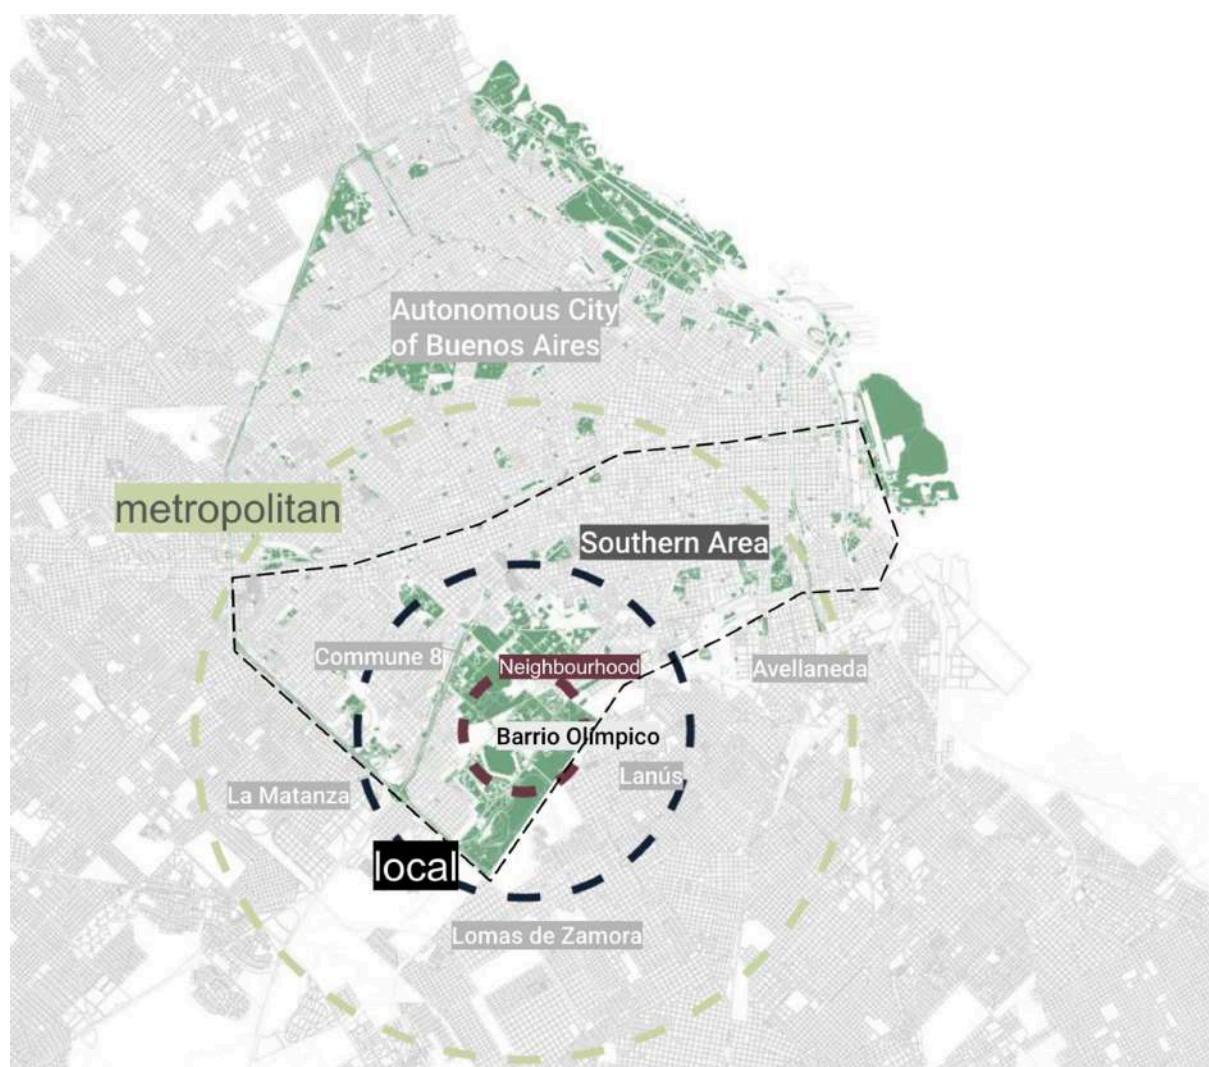 Autonomous City
of Buenos Aires
metropolitan
Southern Area
Commune 8
Neighbourhood
Avellaneda
Barrio Olímpico
Lanús
La Matanza
local
Lomas de Zamora